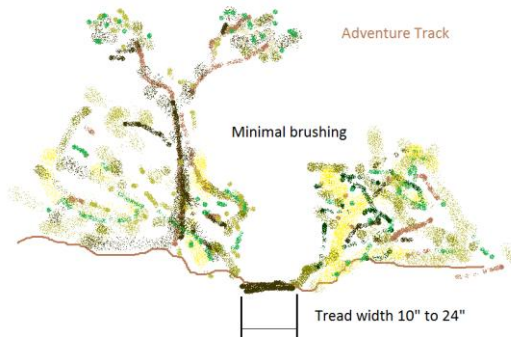 Adventure Track
Minimal brushing
Tread width 10" to 24"